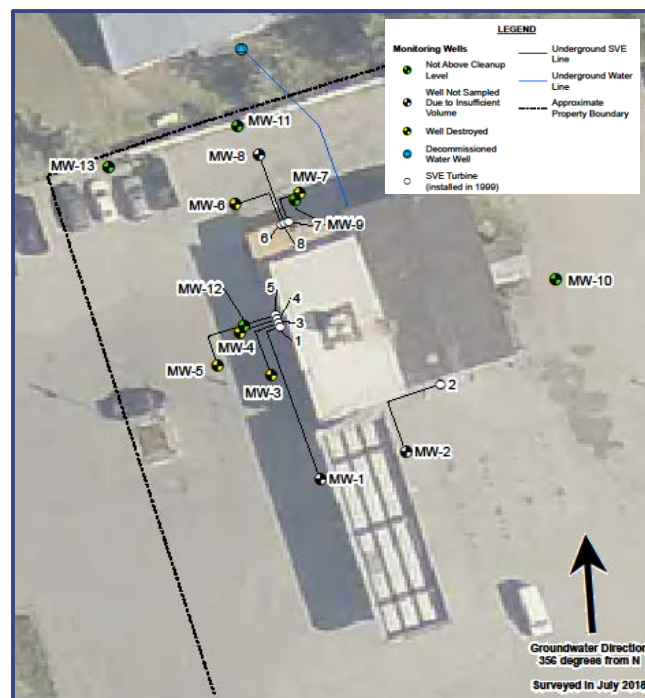 LEGEND
Monitoring Wells
Not Above Cleanup
Level
Well Not Sampled
Due to Insufficient
Volume
Well Destroyed
Decommissioned
Water Well
SVE Turbine
(installed in 1999)
Underground SVE
Line
Underground Water
Line
Approximate
Property Boundary
MW-11
MW-8
MW-13
MW-7
MW-6
MW-9
7
6
8
MW-10
MW-12
5
4
3
1
MW-4
MW-5
MW-3
2
MW-2
MW-1
Groundwater Direction
356 degrees from N
Surveyed in July 2018